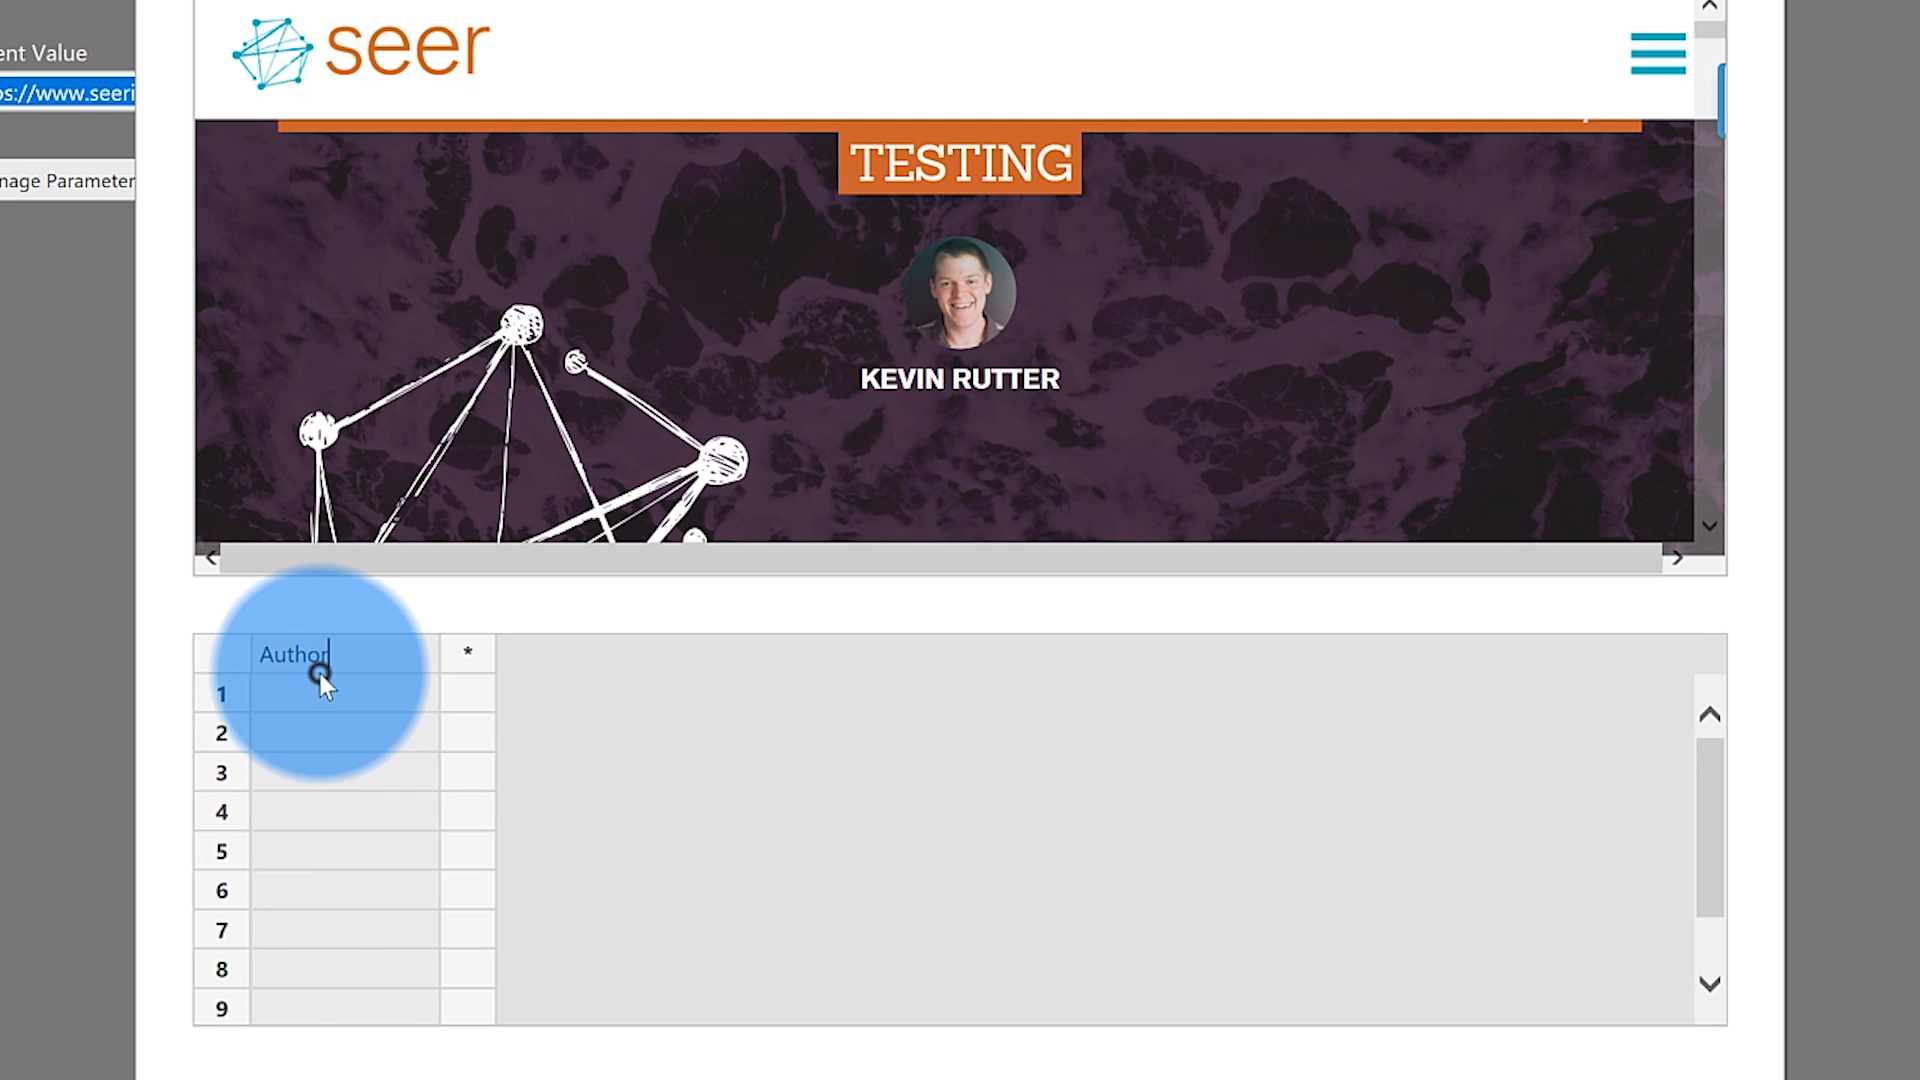 ent Value
ps://www.seeri
nage Parameter
seer
TESTING
KEVIN RUTTER
Author
*
1
2
3
4
5
6
7
8
9